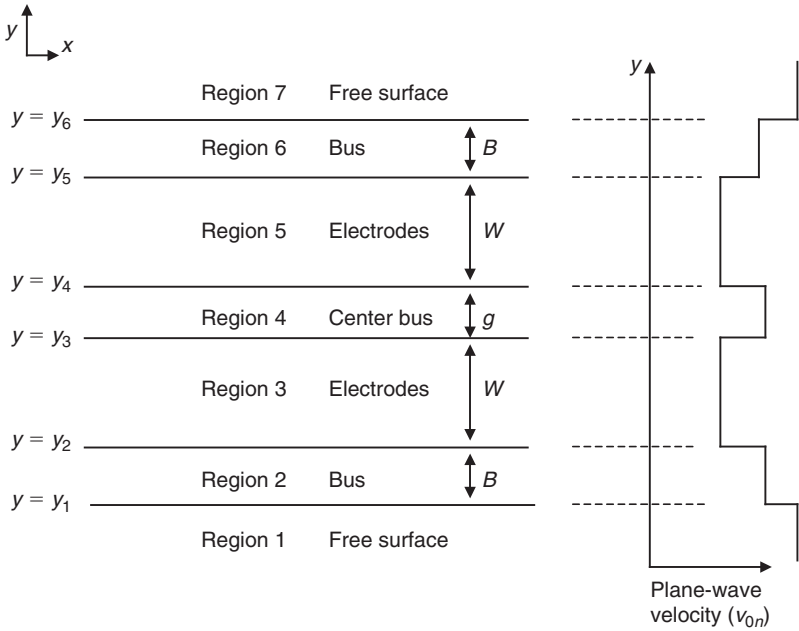 y
x
Region 7 Free surface
y = y6
Region 6 Bus B
y = y5
Region 5 Electrodes W
y = y4
Region 4 Center bus g
y = y3
Region 3 Electrodes W
y = y2
Region 2 Bus B
y = y1
Region 1 Free surface
y
Plane-wave
velocity (v0n)